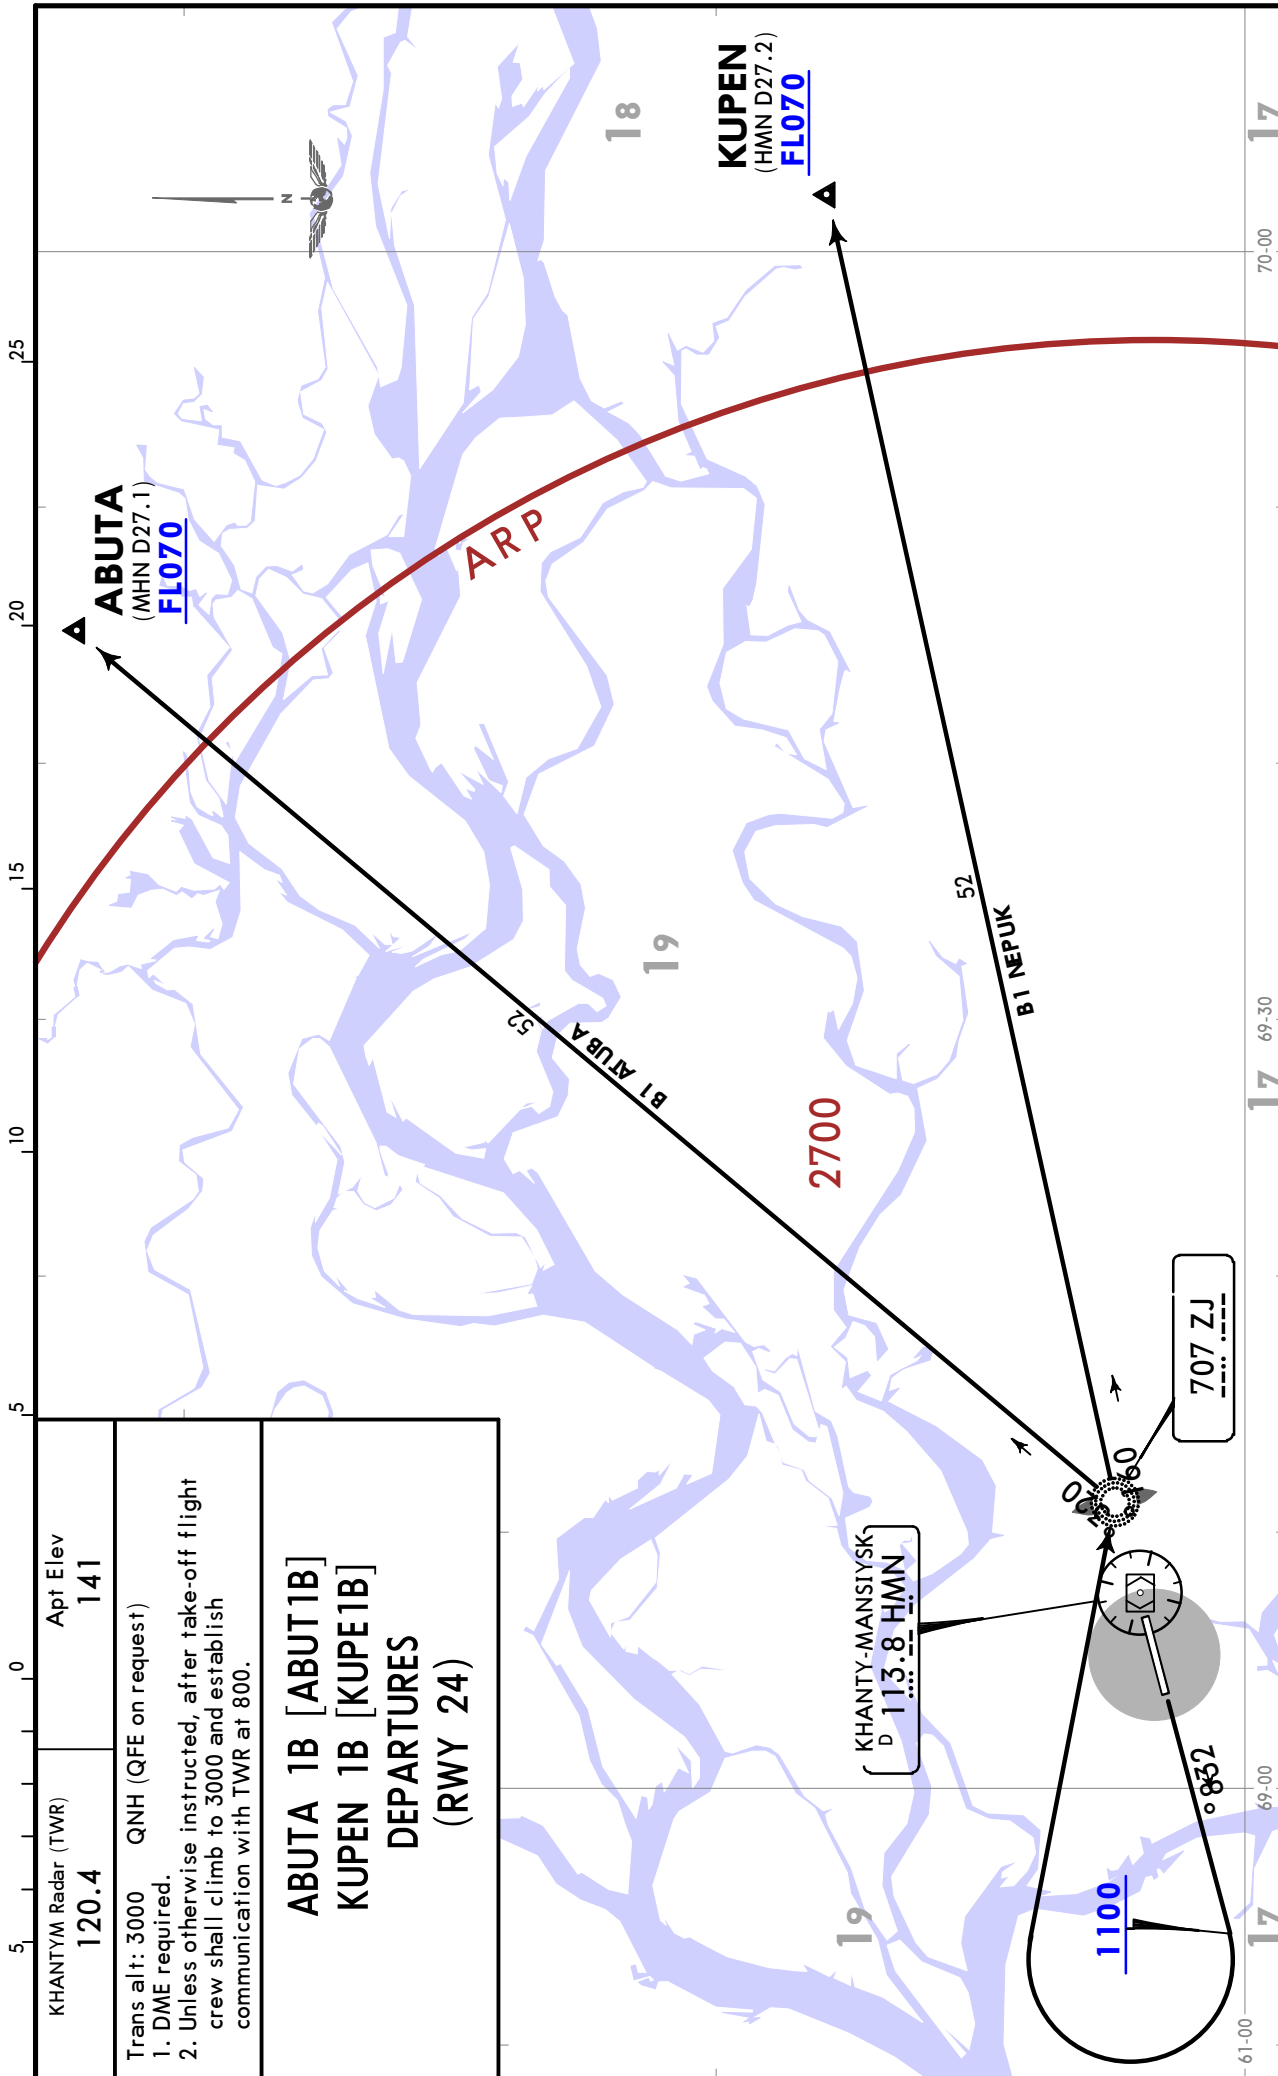 KHANTYM Radar (TWR)
120.4
Apt Elev
141
Trans alt: 3000 QNH (QFE on request)
1. DME required.
2. Unless otherwise instructed, after take-off flight
crew shall climb to 3000 and establish
communication with TWR at 800.
ABUTA 1B [ABUT1B]
KUPEN 1B [KUPE1B]
DEPARTURES
(RWY 24)
5
0
5
10
15
20
25
ABUTA
(MHN D27.1)
FL070
KUPEN
(HMN D27.2)
FL070
N
ARP
18
19
19
17
17
17
2700
52
B1 ATUBA
52
B1 NEPUK
KHANTY-MANSIYSK
D 113.8 HMN
707 ZJ
1100
61-00
69-00
69-30
70-00